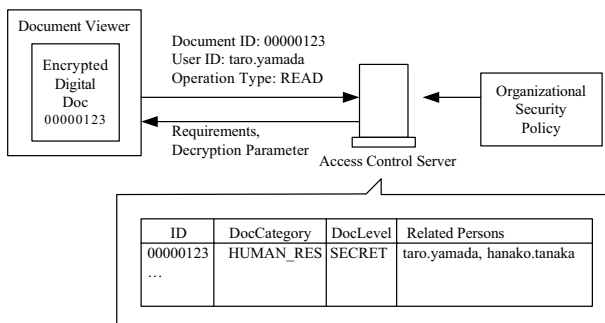 Document Viewer
Encrypted
Digital
Doc
00000123
Document ID: 00000123
User ID: taro.yamada
Operation Type: READ
Requirements,
Decryption Parameter
Access Control Server
Organizational
Security
Policy
ID DocCategory DocLevel Related Persons
00000123 HUMAN_RES SECRET taro.yamada, hanako.tanaka
…